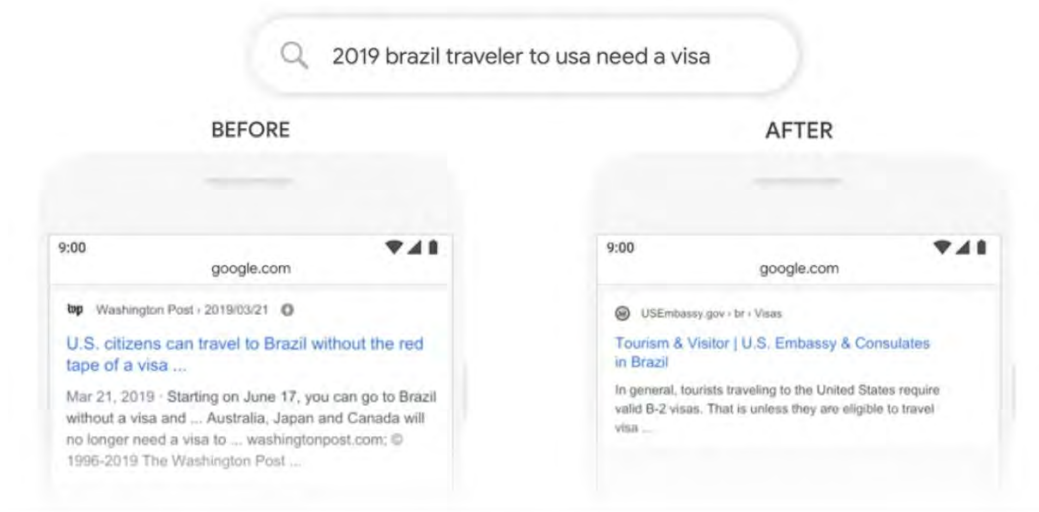 2019 brazil traveler to usa need a visa
BEFORE
9:00
google.com
wp Washington Post › 2019/03/21
U.S. citizens can travel to Brazil without the red
tape of a visa ...
Mar 21, 2019 · Starting on June 17, you can go to Brazil
without a visa and ... Australia, Japan and Canada will
no longer need a visa to ... washingtonpost.com; ©
1996-2019 The Washington Post ...
AFTER
9:00
google.com
USEmbassy.gov › br › Visas
Tourism & Visitor | U.S. Embassy & Consulates
in Brazil
In general, tourists traveling to the United States require
valid B-2 visas. That is unless they are eligible to travel
visa ...